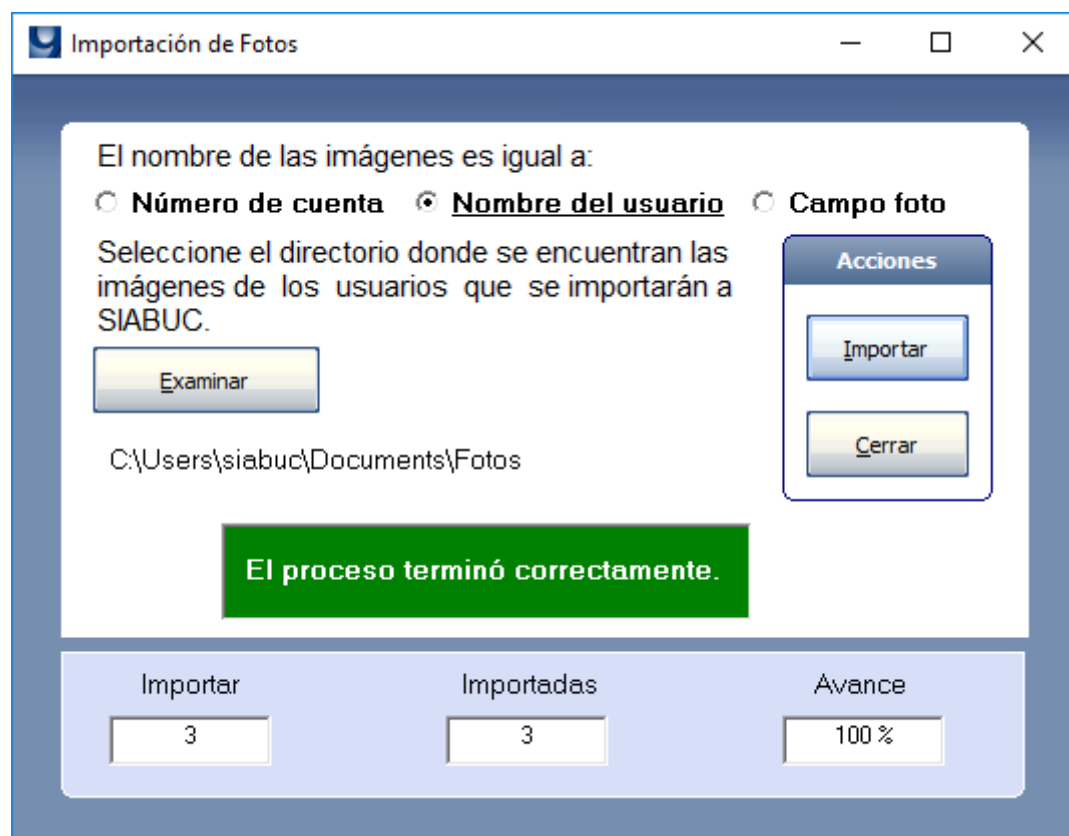 Importación de Fotos
El nombre de las imágenes es igual a:
Número de cuenta Nombre del usuario Campo foto
Seleccione el directorio donde se encuentran las
imágenes de los usuarios que se importarán a
SIABUC.
Acciones
Importar
Examinar
Cerrar
C:\Users\siabuc\Documents\Fotos
El proceso terminó correctamente.
Importar Importadas Avance
3 3 100 %